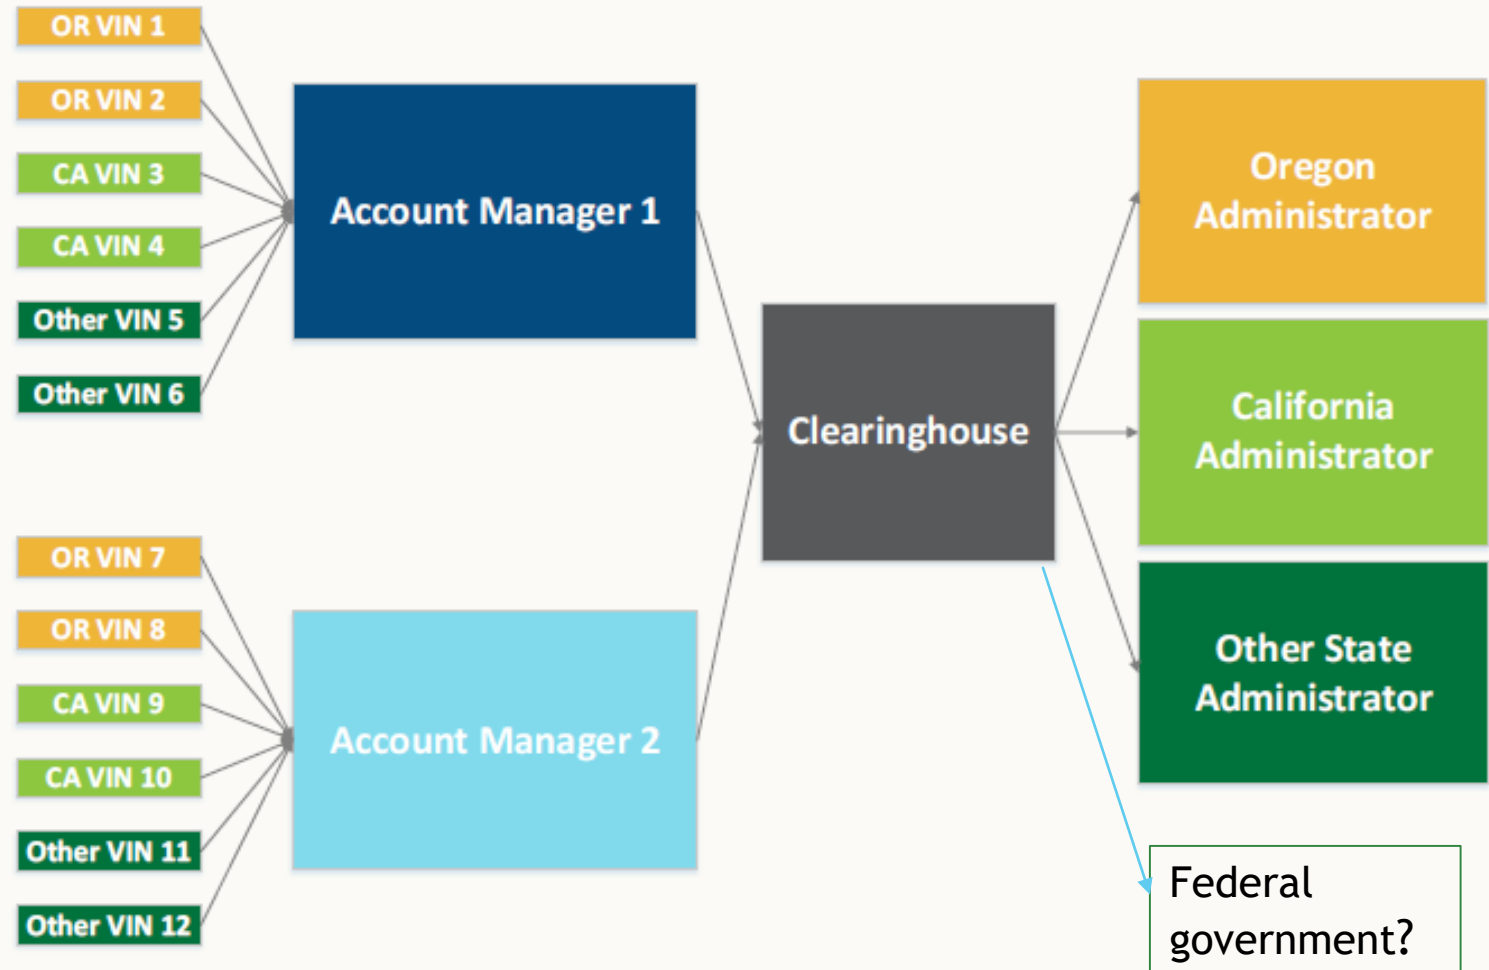 OR VIN 1
OR VIN 2
CA VIN 3
CA VIN 4
Other VIN 5
Other VIN 6
Account Manager 1
OR VIN 7
OR VIN 8
CA VIN 9
CA VIN 10
Other VIN 11
Other VIN 12
Account Manager 2
Clearinghouse
Oregon
Administrator
California
Administrator
Other State
Administrator
Federal
government?